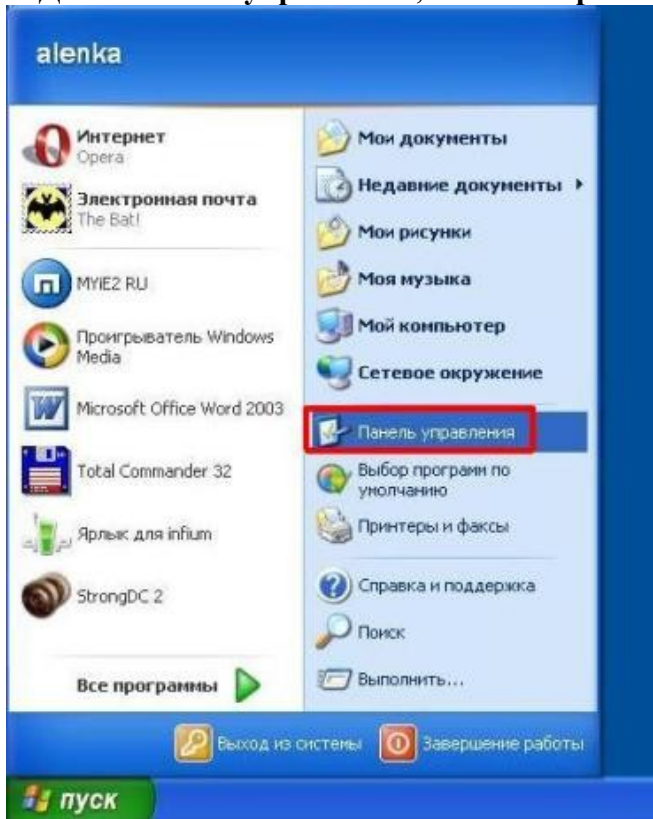 alenka
Интернет
Opera
Электронная почта
The Bat!
MYIE2 RU
Проигрыватель Windows
Media
Microsoft Office Word 2003
Total Commander 32
Ярлык для infium
StrongDC 2
Все программы
Мои документы
Недавние документы
Мои рисунки
Моя музыка
Мой компьютер
Сетевое окружение
Панель управления
Выбор программ по
умолчанию
Принтеры и факсы
Справка и поддержка
Поиск
Выполнить...
Выход из системы
Завершение работы
пуск